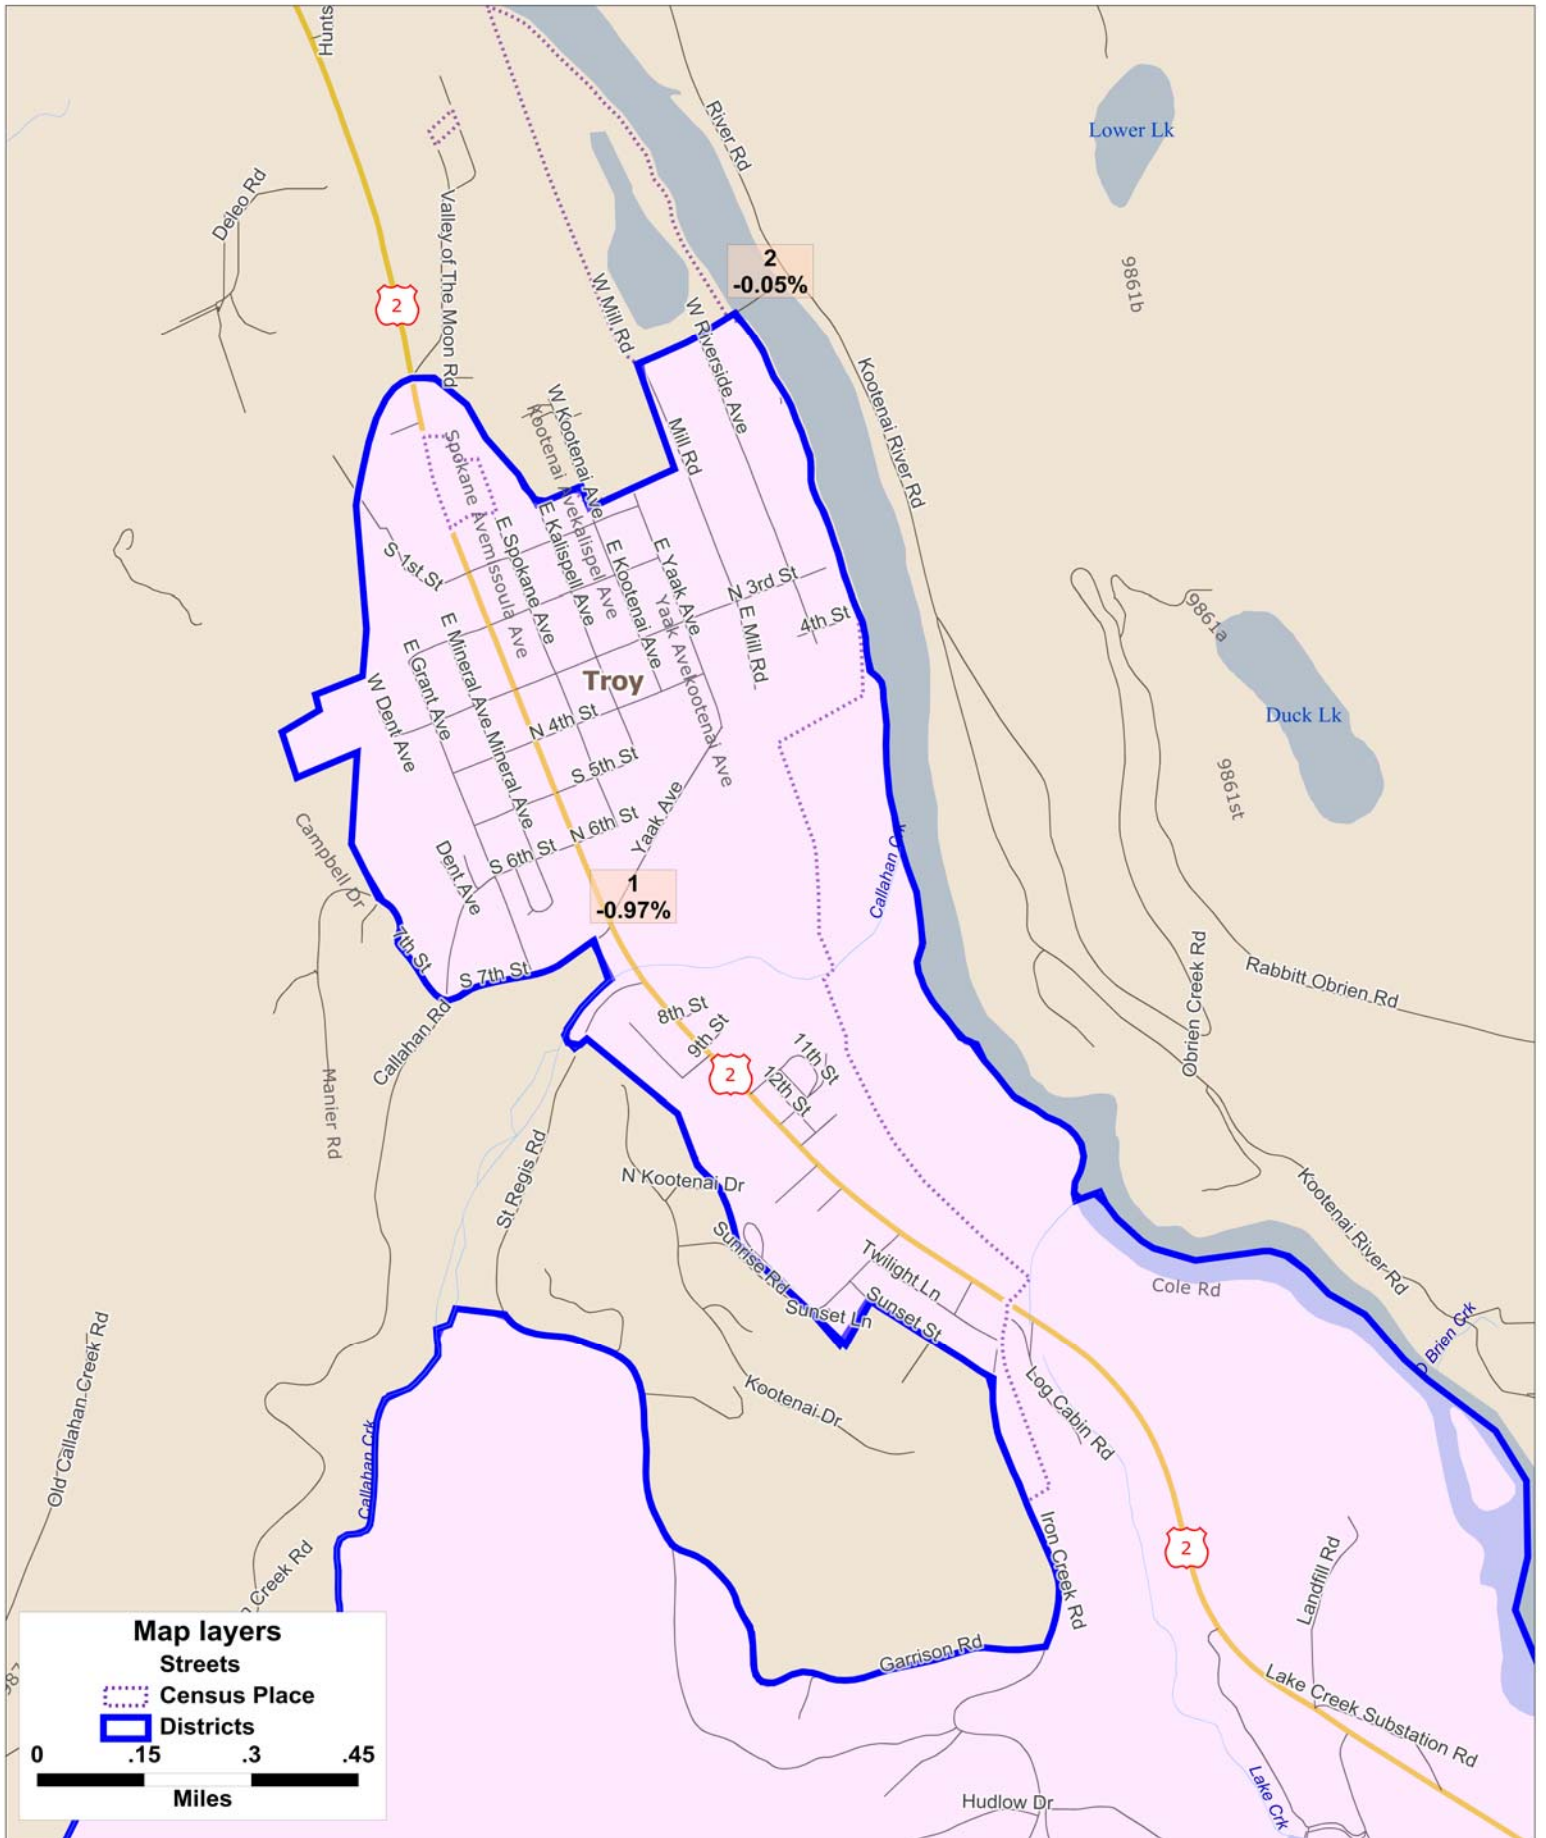 Hunts
River Rd
Lower Lk
Deleo Rd
Valley of The Moon Rd
2
-0.05%
9861b
2
W Mill Rd
W Riverside Ave
Kootenai River Rd
W Kootenai Ave
Mill Rd
Spokane Avemissoula Ave
Kootenai Avekalispel Ave
E Spokane Ave
E Kalispell Ave
E Kootenai Ave
E Yaak Ave
S 1st St
N 3rd St
E Mill Rd
4th St
9861a
Yaak Avekootenai Ave
E Mineral Ave
E Grant Ave
Troy
W Dent Ave
Duck Lk
N 4th St
Mineral Ave
S 5th St
9861st
N 6th St
Yaak Ave
Campbell Dr
Dent Ave
S 6th St
Callahan Crk
1
-0.97%
7th St
S 7th St
Obrien Creek Rd
Rabbitt Obrien Rd
Callahan Rd
8th St
9th St
11th St
12th St
2
Manier Rd
St Regis Rd
N Kootenai Dr
Sunrise Rd
Twilight Ln
Kootenai River Rd
Cole Rd
Sunset Ln
Sunset St
O Brien Crk
Old Callahan Creek Rd
Kootenai Dr
Log Cabin Rd
Callahan Crk
Iron Creek Rd
2
Landfill Rd
Creek Rd
Garrison Rd
Lake Creek Substation Rd
Lake Crk
Hudlow Dr
Map layers
Streets
Census Place
Districts
0 .15 .3 .45
Miles